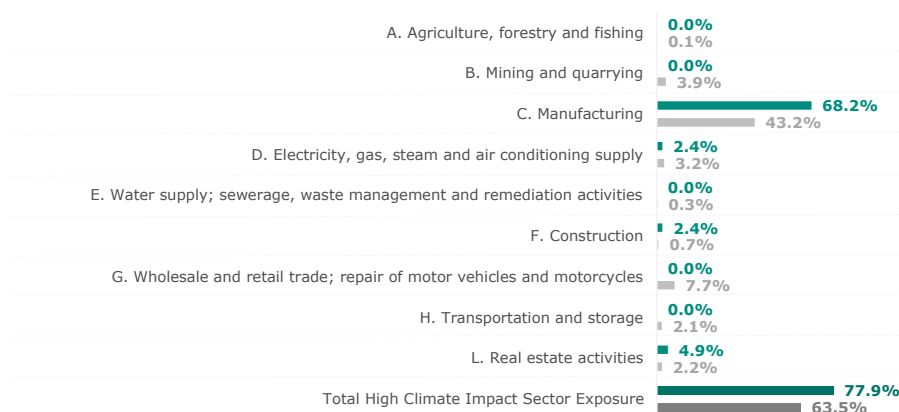 A. Agriculture, forestry and fishing
0.0%
0.1%
B. Mining and quarrying
0.0%
3.9%
C. Manufacturing
68.2%
43.2%
D. Electricity, gas, steam and air conditioning supply
2.4%
3.2%
E. Water supply; sewerage, waste management and remediation activities
0.0%
0.3%
F. Construction
2.4%
0.7%
G. Wholesale and retail trade; repair of motor vehicles and motorcycles
0.0%
7.7%
H. Transportation and storage
0.0%
2.1%
L. Real estate activities
4.9%
2.2%
Total High Climate Impact Sector Exposure
77.9%
63.5%